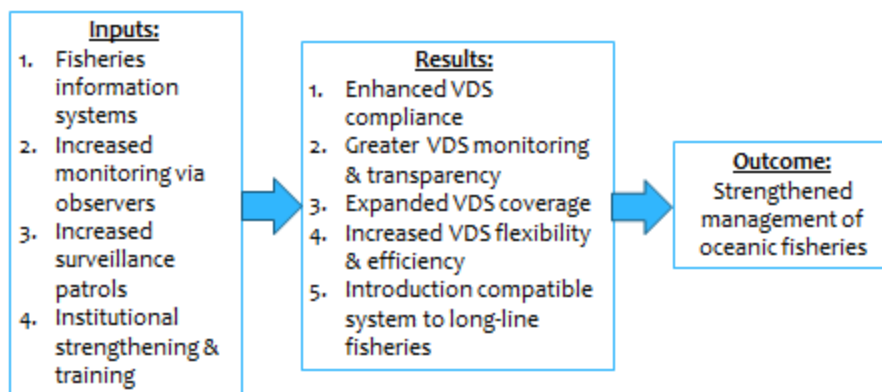 Inputs:
1. Fisheries
information
systems
2. Increased
monitoring via
observers
3. Increased
surveillance
patrols
4. Institutional
strengthening &
training
Results:
1. Enhanced VDS
compliance
2. Greater VDS monitoring
& transparency
3. Expanded VDS coverage
4. Increased VDS flexibility
& efficiency
5. Introduction compatible
system to long-line
fisheries
Outcome:
Strengthened
management of
oceanic fisheries